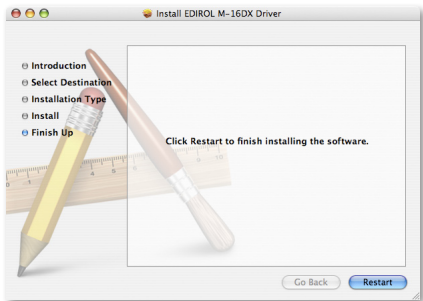 Install EDIROL M-16DX Driver
Introduction
Select Destination
Installation Type
Install
Finish Up
Click Restart to finish installing the software.
Go Back
Restart